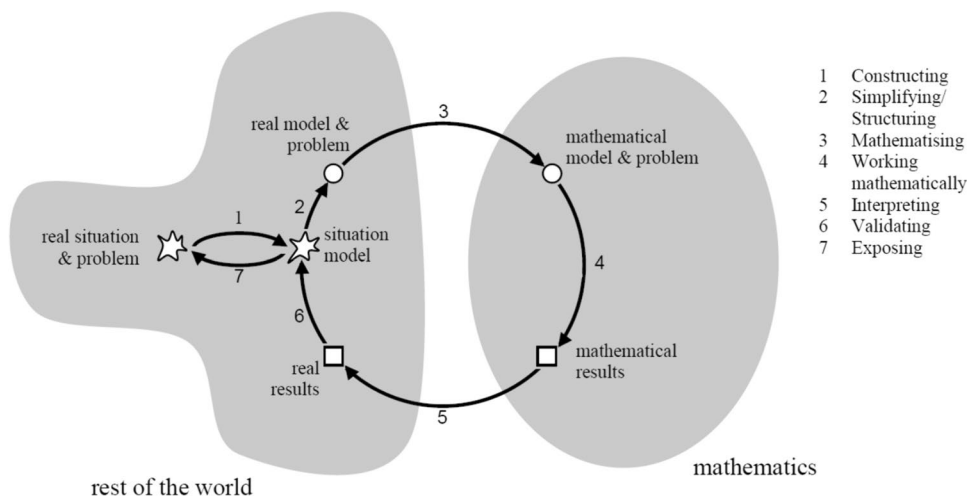 real model &
problem
3
mathematical
model & problem
2
1
real situation
& problem
situation
model
7
4
6
real
results
mathematical
results
5
rest of the world
mathematics
1 Constructing
2 Simplifying/
Structuring
3 Mathematising
4 Working
mathematically
5 Interpreting
6 Validating
7 Exposing